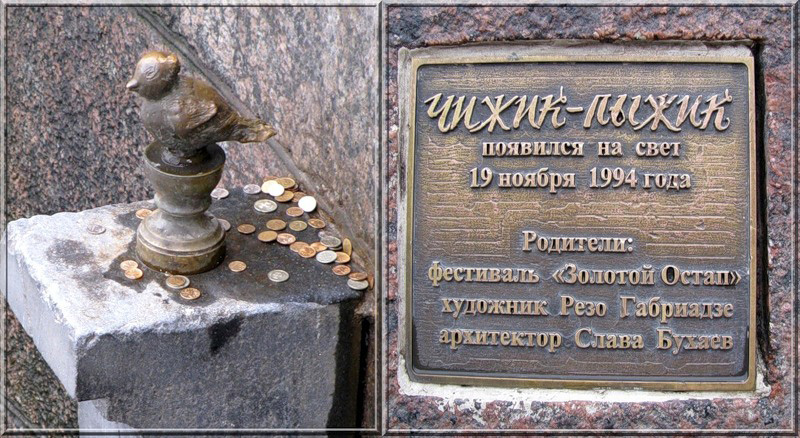 ЧИЖИК-ПЫЖИК
появился на свет
19 ноября 1994 года
Родители:
фестиваль «Золотой Остап»
художник Резо Габриадзе
архитектор Слава Бухаев